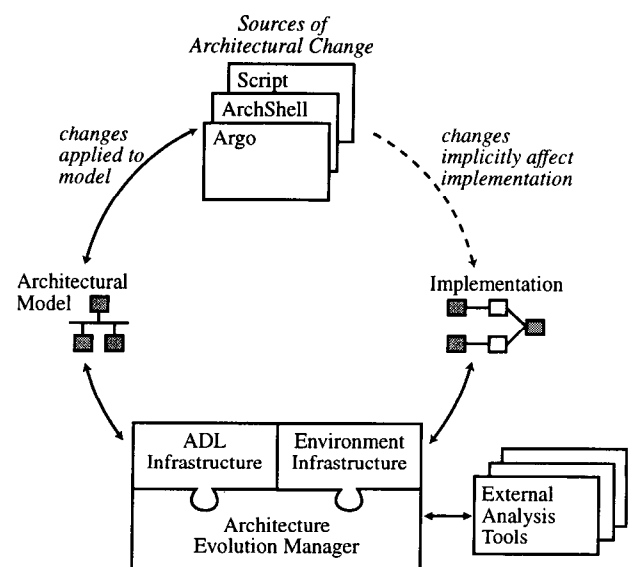 Sources of
Architectural Change
Script
ArchShell
Argo
changes
applied to
model
changes
implicitly affect
implementation
Architectural
Model
Implementation
ADL
Infrastructure
Environment
Infrastructure
Architecture
Evolution Manager
External
Analysis
Tools